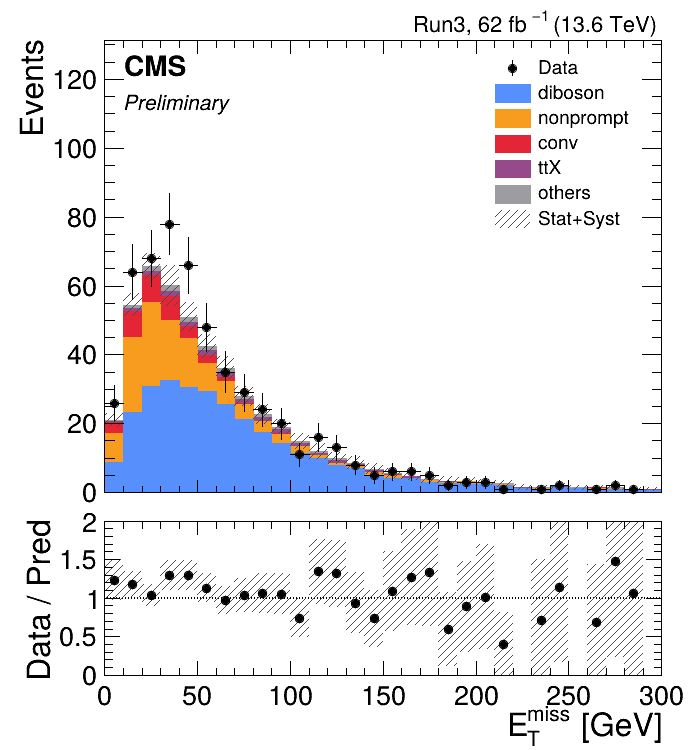 Run3, 62 fb⁻¹ (13.6 TeV)
CMS
Preliminary
Events
120
100
80
60
40
20
0
Data
diboson
nonprompt
conv
ttX
others
Stat+Syst
Data / Pred
2
1.5
1
0.5
0
0 50 100 150 200 250 300
E_T^miss [GeV]